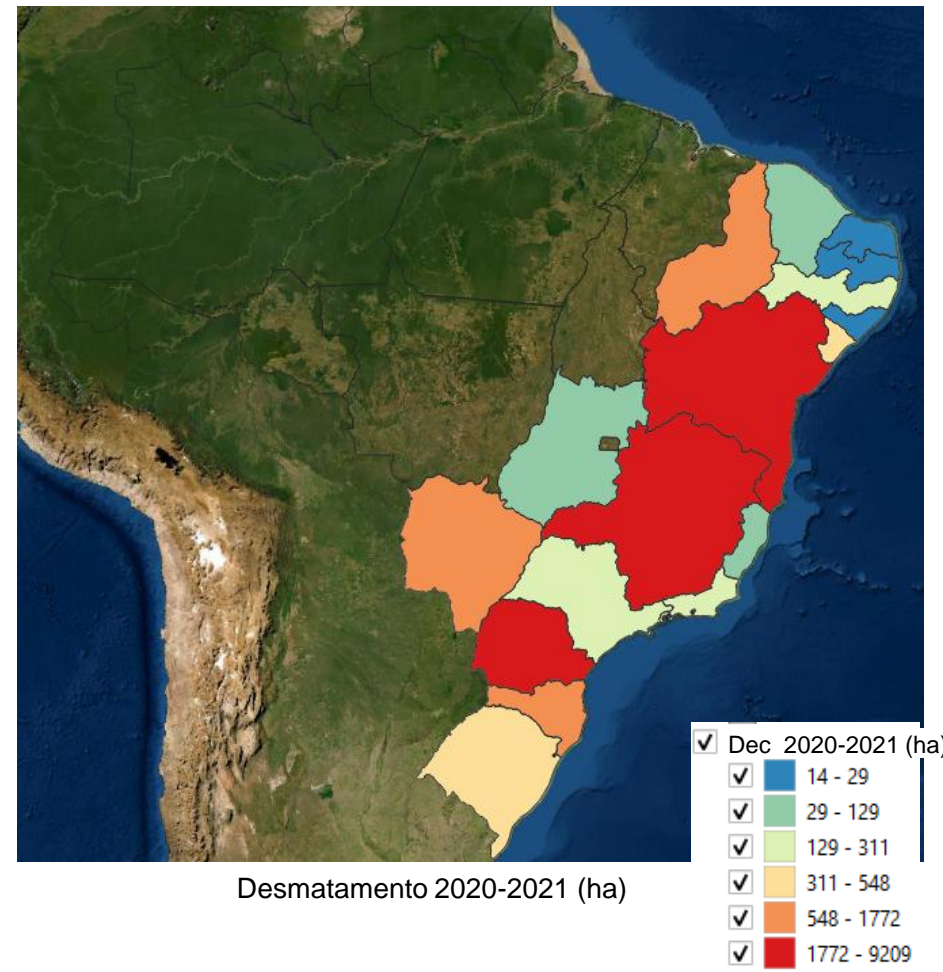 Dec 2020-2021 (ha)
14 - 29
29 - 129
129 - 311
311 - 548
548 - 1772
1772 - 9209
Desmatamento 2020-2021 (ha)